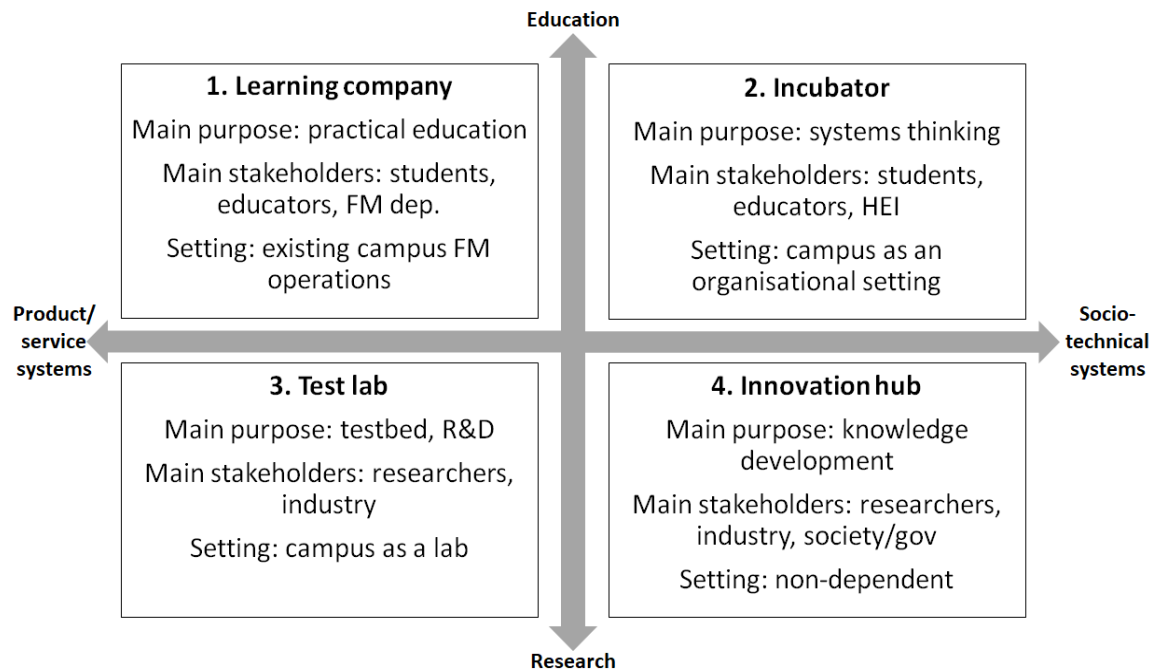 Education
1. Learning company
Main purpose: practical education
Main stakeholders: students,
educators, FM dep.
Setting: existing campus FM
operations
2. Incubator
Main purpose: systems thinking
Main stakeholders: students,
educators, HEI
Setting: campus as an
organisational setting
Product/
service
systems
Socio-
technical
systems
3. Test lab
Main purpose: testbed, R&D
Main stakeholders: researchers,
industry
Setting: campus as a lab
4. Innovation hub
Main purpose: knowledge
development
Main stakeholders: researchers,
industry, society/gov
Setting: non-dependent
Research